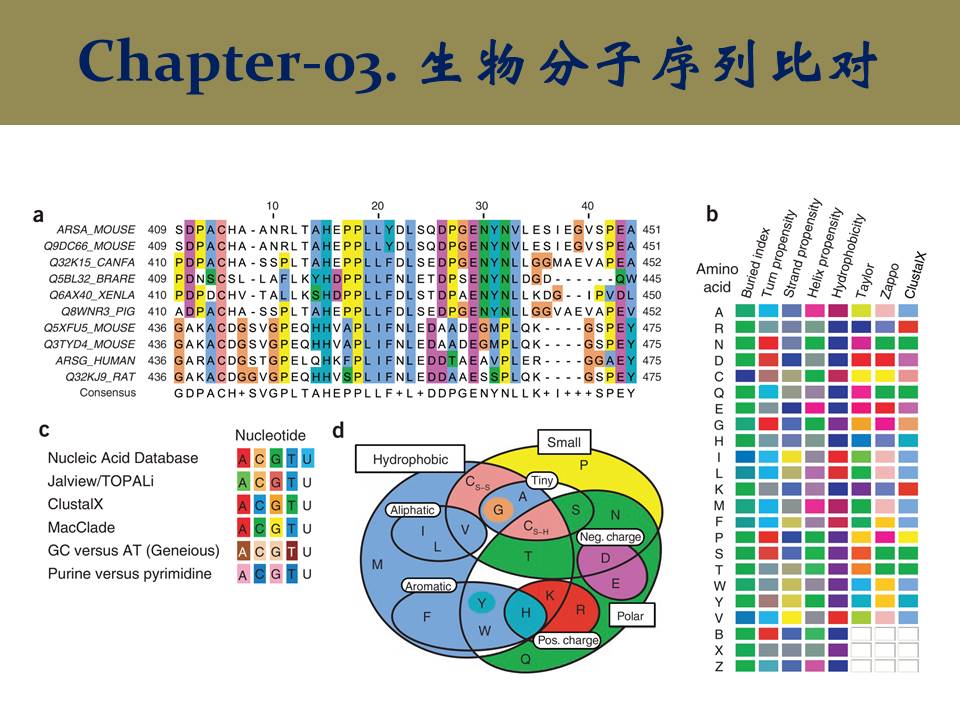 Chapter-03. 生物分子序列比对
a
10 20 30 40
ARSA_MOUSE 409 SDPACHA-ANRLTAHEPPLLYDLSQDPGENYNVLESIEGVSPEA 451
Q9DC66_MOUSE 409 SDPACHA-ANRLTAHEPPLLYDLSQDPGENYNVLESIEGVSPEA 451
Q32K15_CANFA 410 PDPACHA-SSPLTAHEPPLLFDLSEDPGENYNLLGGMAEVAPEA 452
Q5BL32_BRARE 409 PDNSCSL-LAFLKYHDPPLLFNLETDPSENYNLLSD------QW 445
Q6AX40_XENLA 410 PDPDCHV-TALLKSHDPPLLFDLSTDPAENYNLLKDG--IPVDL 450
Q8WNR3_PIG 410 ADPACHA-SSPLTAHEPPLLFDLSEDPGENYNLLGGVAEVAPEV 452
Q5XFU5_MOUSE 436 GAKACDGSVGPEQHHVAPLIFNLEDAADEGMPLQK----GSPEY 475
Q3TYD4_MOUSE 436 GAKACDGSVGPEQHHVAPLIFNLEDAADEGMPLQK----GSPEY 475
ARSG_HUMAN 436 GARACDGSTGPELQHKFPLIFNLEDDTAEAVPLER----GGAEY 475
Q32KJ9_RAT 436 GAKACDGGVGPEQHHVSPLIFNLEDDAAESSPLQK----GSPEY 475
Consensus GDPACH+SVGPLTAHEPPLLF+L+DDPGENYNLLK+I+++SPEY
b
Amino acid Buried index Turn propensity Strand propensity Helix propensity Hydrophobicity Taylor Zappo ClustalX
A
R
N
D
C
Q
E
G
H
I
L
K
M
F
P
S
T
W
Y
V
B
X
Z
c
Nucleotide
Nucleic Acid Database A C G T U
Jalview/TOPALi A C G T U
ClustalX A C G T U
MacClade A C G T U
GC versus AT (Geneious) A C G T U
Purine versus pyrimidine A C G T U
d
Small
Hydrophobic
P
Tiny
C S–S
A
G
Aliphatic
S N
I V
C S–H
L
Neg. charge
T
D
M
E
Aromatic
K
Y
H R
F
Polar
W
Pos. charge
Q